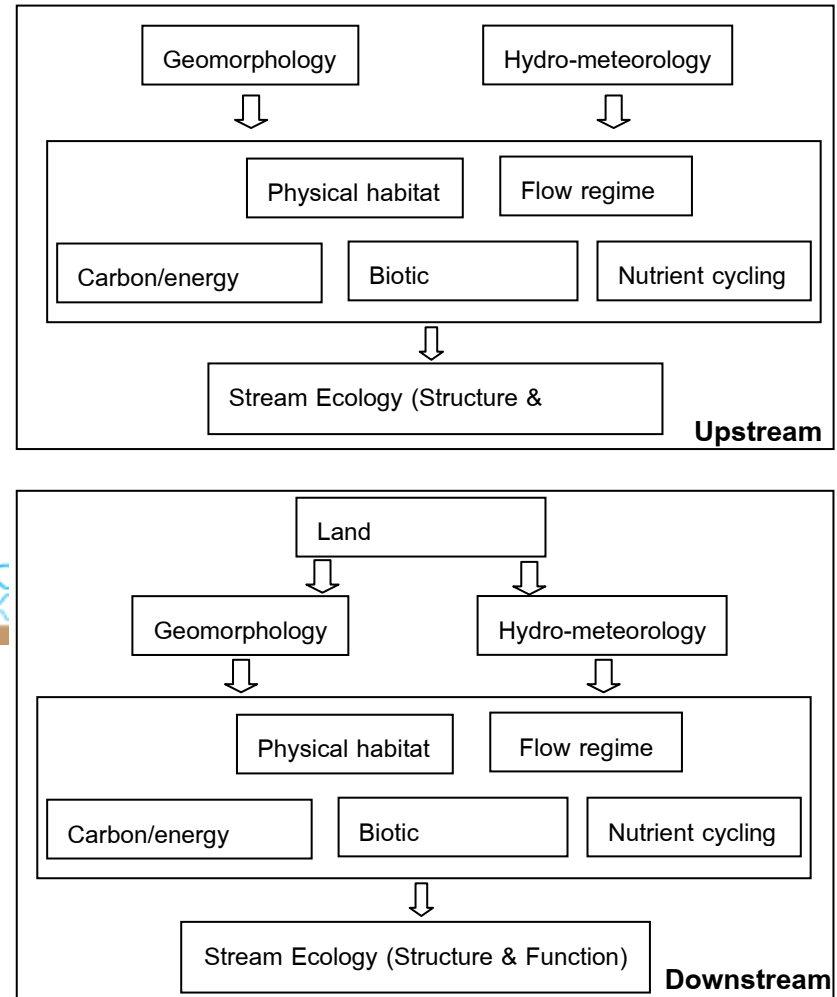 Geomorphology
Hydro-meteorology
Physical habitat
Flow regime
Carbon/energy
Biotic
Nutrient cycling
Stream Ecology (Structure &
Upstream
Land
Geomorphology
Hydro-meteorology
Physical habitat
Flow regime
Carbon/energy
Biotic
Nutrient cycling
Stream Ecology (Structure & Function)
Downstream